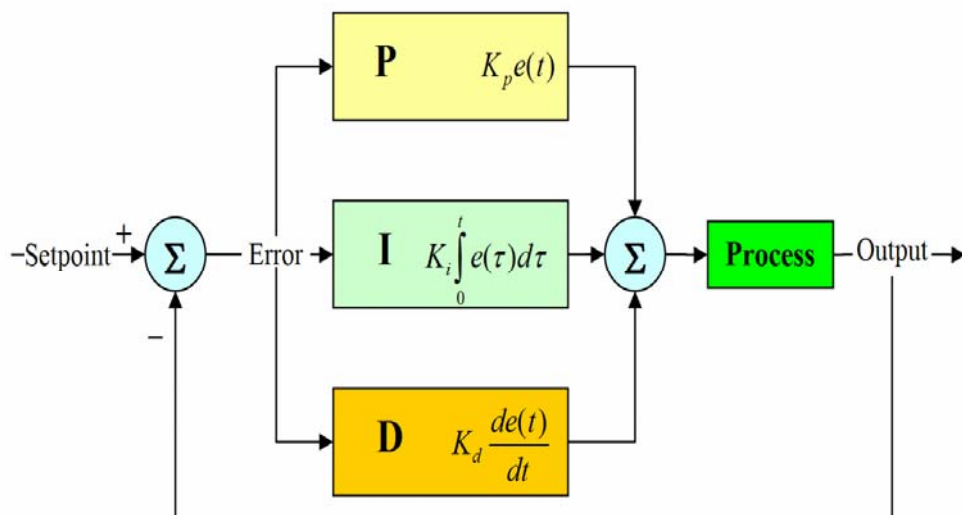 P K_p e(t)
–Setpoint
+
Σ
–
Error
I K_i ∫_0^t e(τ)dτ
Σ
Process
Output
D K_d de(t)/dt